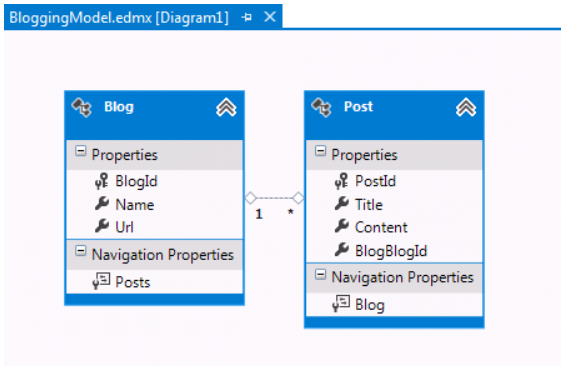 BloggingModel.edmx [Diagram1]
Blog
Properties
BlogId
Name
Url
Navigation Properties
Posts
1 *
Post
Properties
PostId
Title
Content
BlogBlogId
Navigation Properties
Blog